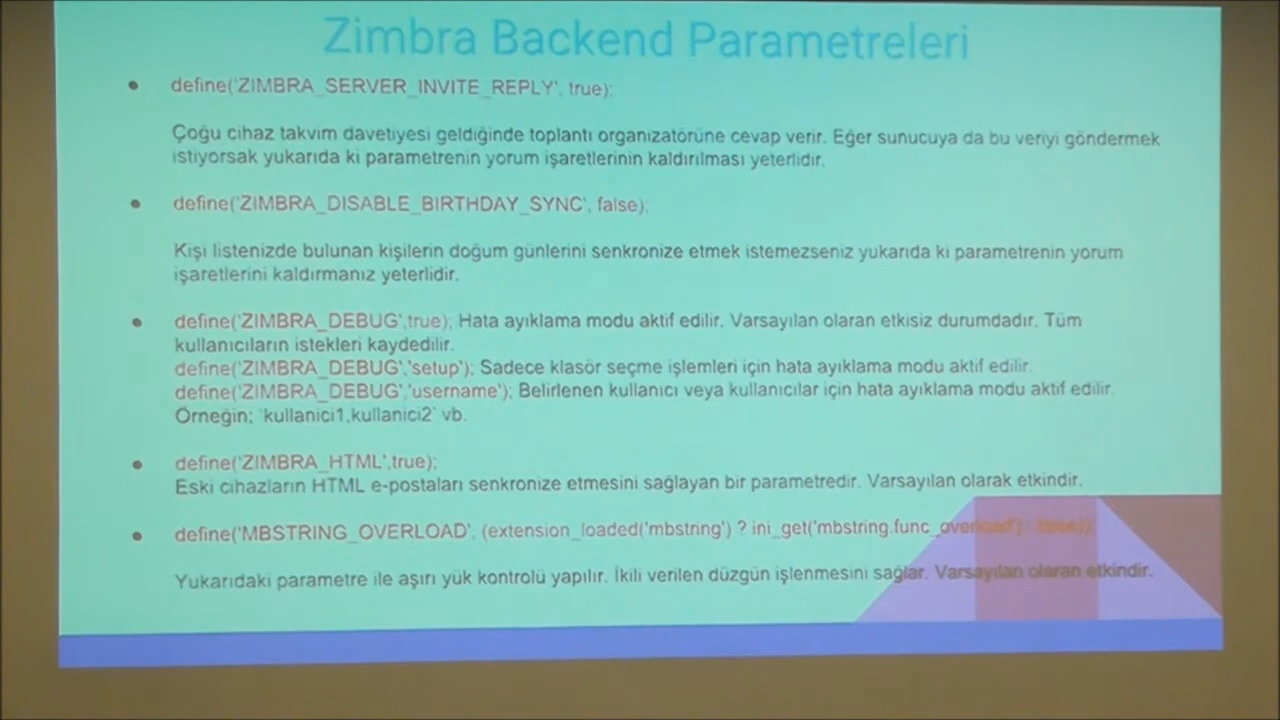 Zimbra Backend Parametreleri
define('ZIMBRA_SERVER_INVITE_REPLY', true);
Çoğu cihaz takvim davetiyesi geldiğinde toplantı organizatörüne cevap verir. Eğer sunucuya da bu veriyi göndermek
istiyorsak yukarıda ki parametrenin yorum işaretlerinin kaldırılması yeterlidir.
define('ZIMBRA_DISABLE_BIRTHDAY_SYNC', false);
Kişi listenizde bulunan kişilerin doğum günlerini senkronize etmek istemezseniz yukarıda ki parametrenin yorum
işaretlerini kaldırmanız yeterlidir.
define('ZIMBRA_DEBUG',true); Hata ayıklama modu aktif edilir. Varsayılan olaran etkisiz durumdadır. Tüm
kullanıcıların istekleri kaydedilir.
define('ZIMBRA_DEBUG','setup'); Sadece klasör seçme işlemleri için hata ayıklama modu aktif edilir.
define('ZIMBRA_DEBUG','username'); Belirlenen kullanıcı veya kullanıcılar için hata ayıklama modu aktif edilir.
Örneğin; 'kullanici1,kullanici2' vb.
define('ZIMBRA_HTML',true);
Eski cihazların HTML e-postaları senkronize etmesini sağlayan bir parametredir. Varsayılan olarak etkindir.
define('MBSTRING_OVERLOAD', (extension_loaded('mbstring') ? ini_get('mbstring.func_overload') : false));
Yukarıdaki parametre ile aşırı yük kontrolü yapılır. İkili verilen düzgün işlenmesini sağlar. Varsayılan olaran etkindir.